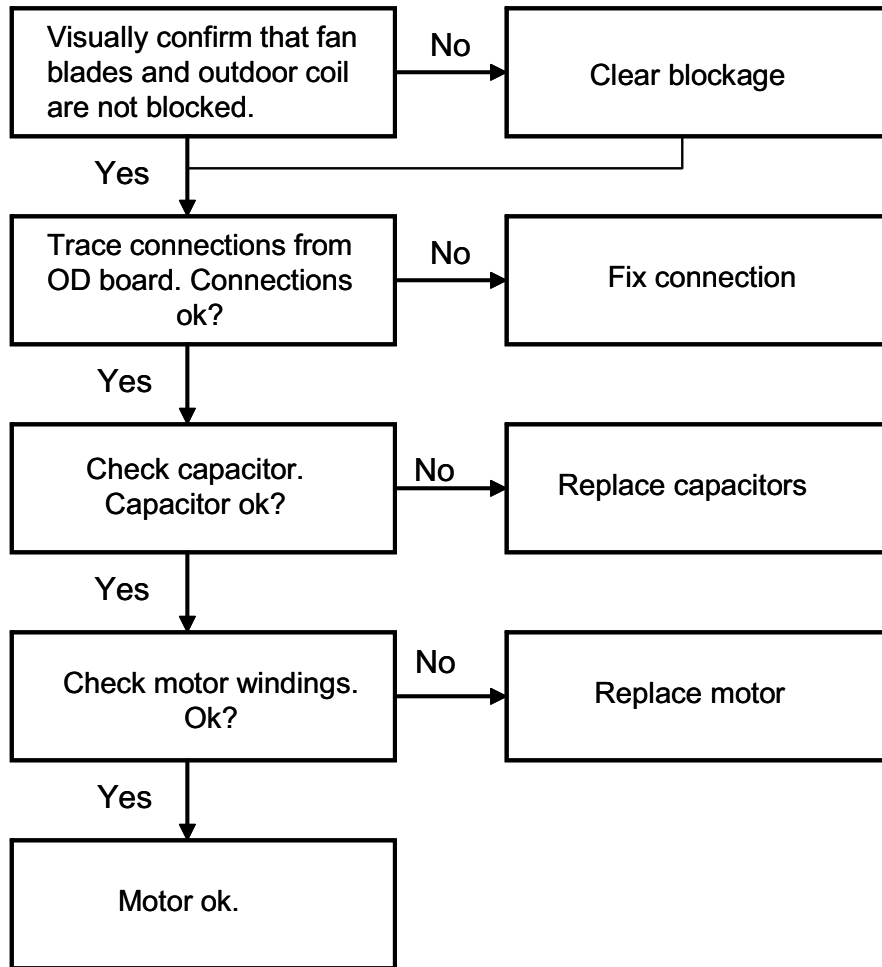 Visually confirm that fan
blades and outdoor coil
are not blocked.
No
Clear blockage
Yes
Trace connections from
OD board. Connections
ok?
No
Fix connection
Yes
Check capacitor.
Capacitor ok?
No
Replace capacitors
Yes
Check motor windings.
Ok?
No
Replace motor
Yes
Motor ok.